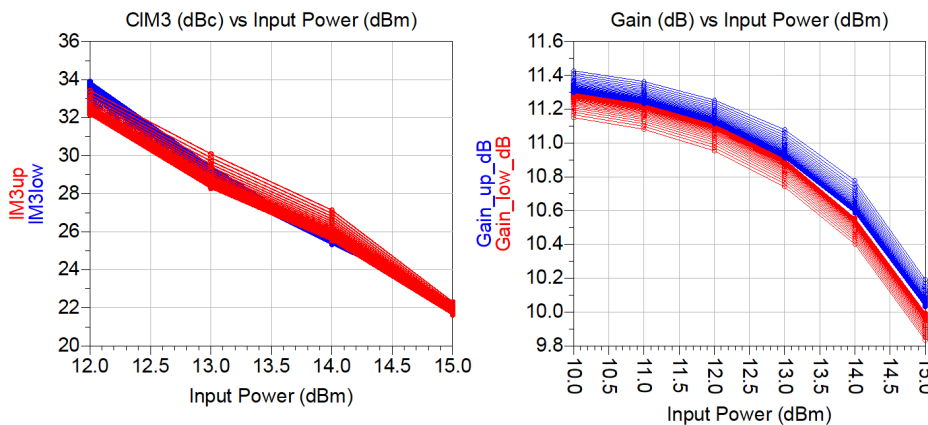 CIM3 (dBc) vs Input Power (dBm)
36
34
32
30
28
26
24
22
20
IM3up
IM3low
12.0 12.5 13.0 13.5 14.0 14.5 15.0
Input Power (dBm)
Gain (dB) vs Input Power (dBm)
11.6
11.4
11.2
11.0
10.8
10.6
10.4
10.2
10.0
9.8
Gain_up_dB
Gain_low_dB
10.0 10.5 11.0 11.5 12.0 12.5 13.0 13.5 14.0 14.5 15.0
Input Power (dBm)